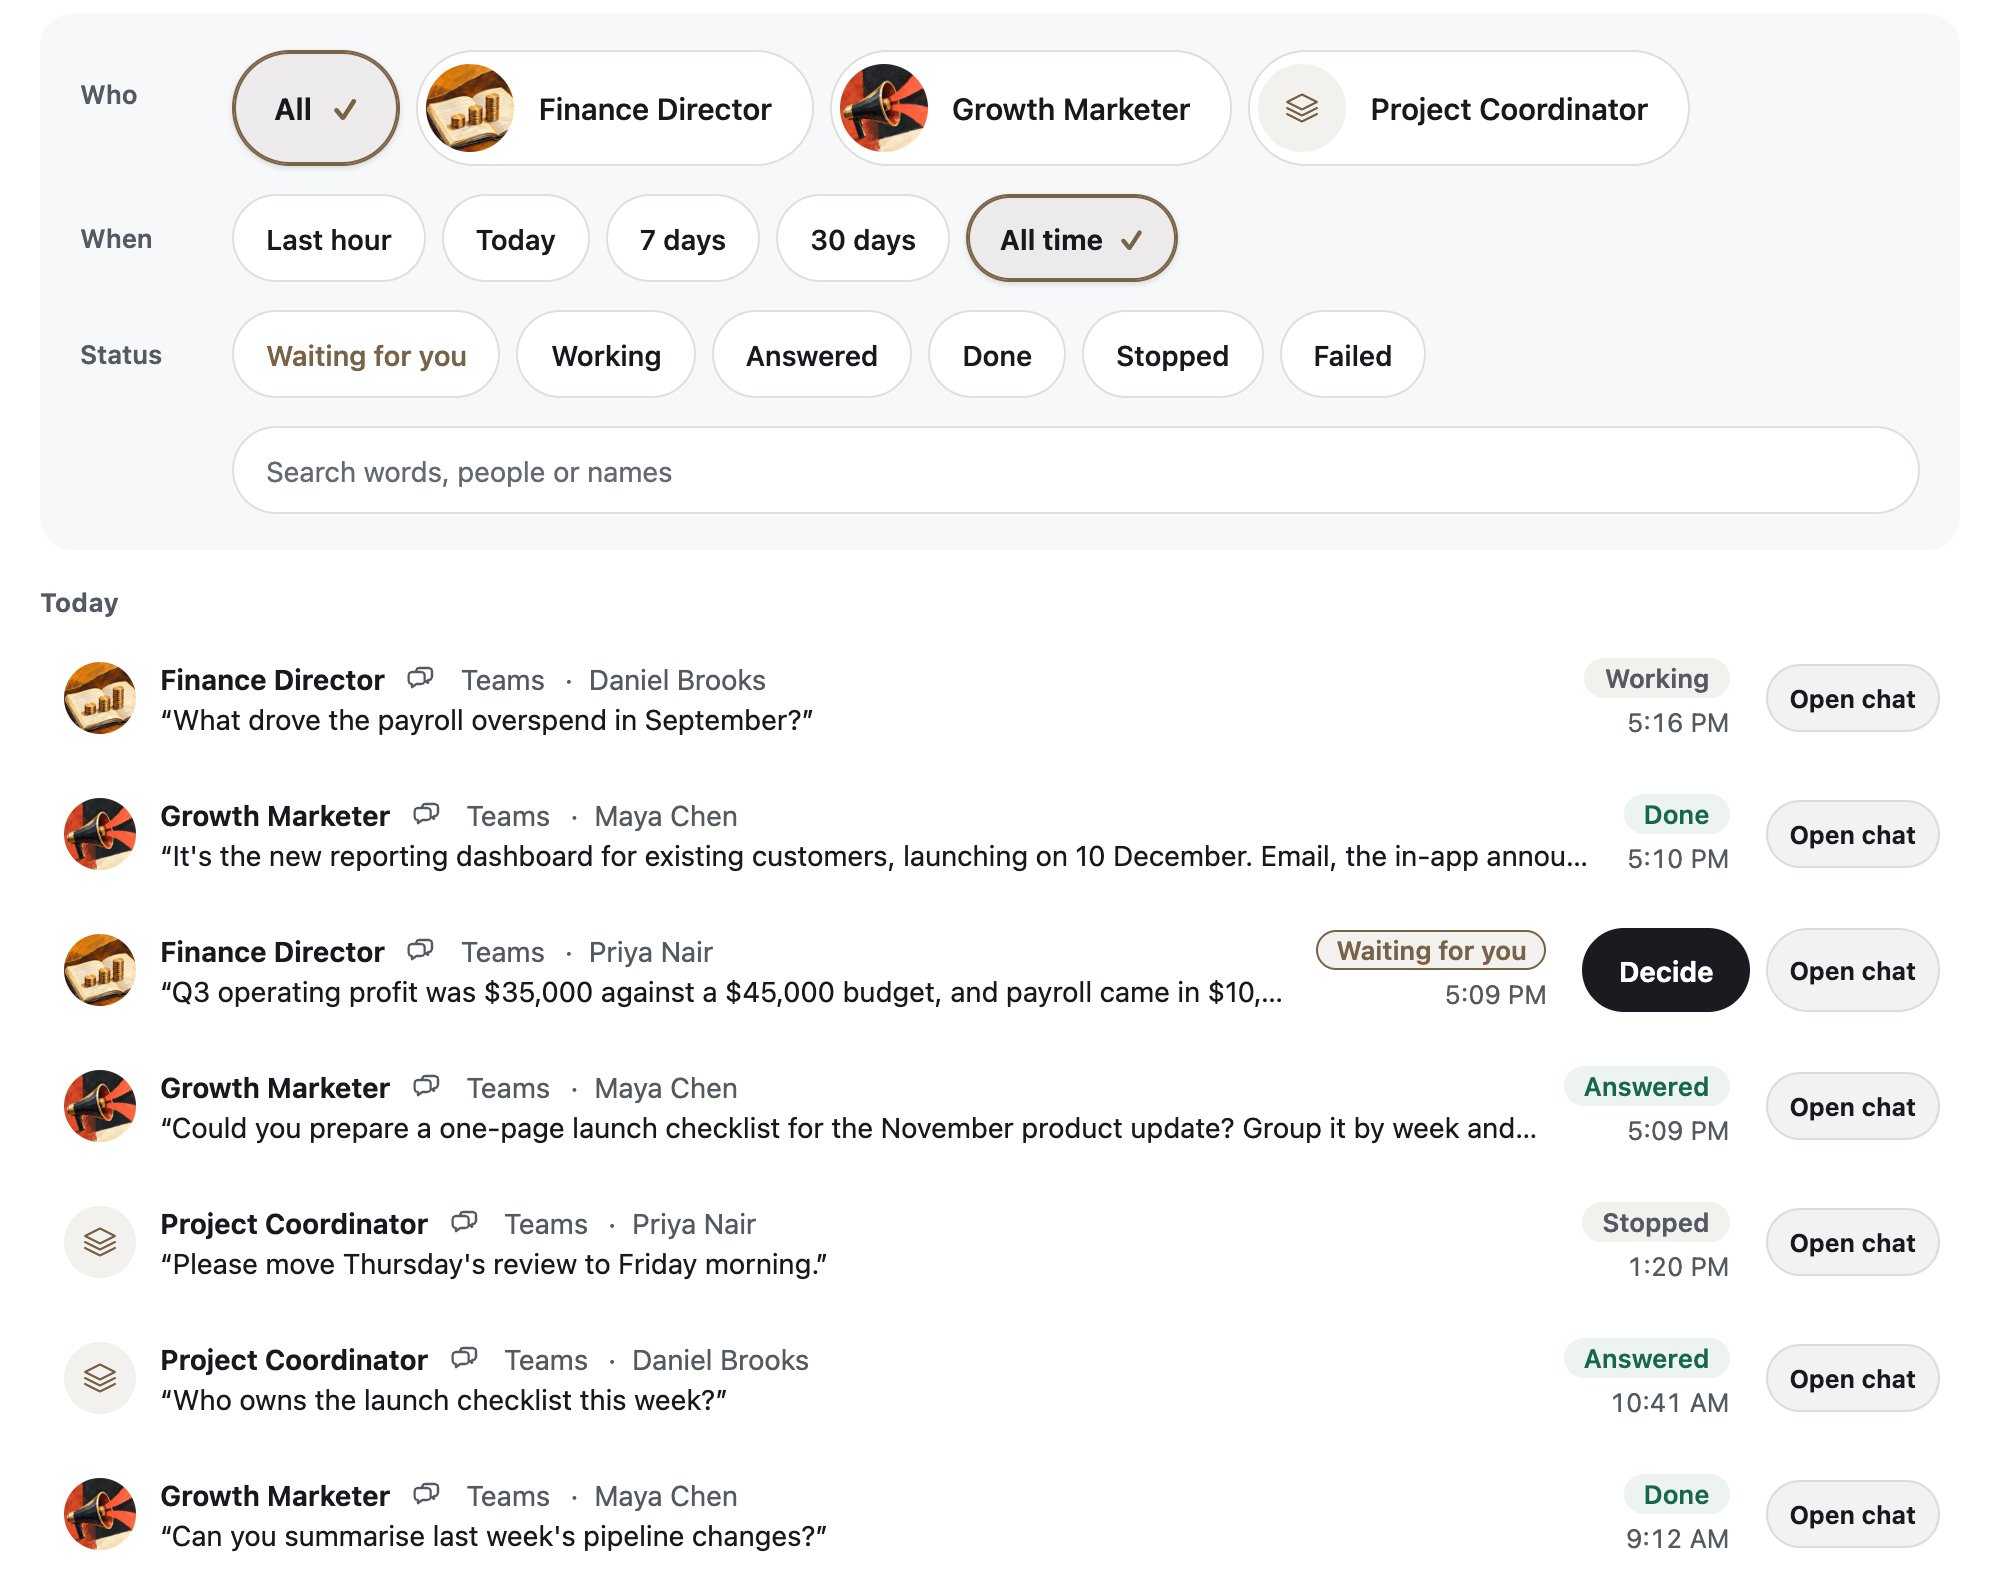 Who
All
Finance Director
Growth Marketer
Project Coordinator
When
Last hour
Today
7 days
30 days
All time
Status
Waiting for you
Working
Answered
Done
Stopped
Failed
Search words, people or names
Today
Finance Director Teams · Daniel Brooks
“What drove the payroll overspend in September?”
Working
5:16 PM
Open chat
Growth Marketer Teams · Maya Chen
“It's the new reporting dashboard for existing customers, launching on 10 December. Email, the in-app annou...
Done
5:10 PM
Open chat
Finance Director Teams · Priya Nair
“Q3 operating profit was $35,000 against a $45,000 budget, and payroll came in $10,...
Waiting for you
5:09 PM
Decide
Open chat
Growth Marketer Teams · Maya Chen
“Could you prepare a one-page launch checklist for the November product update? Group it by week and...
Answered
5:09 PM
Open chat
Project Coordinator Teams · Priya Nair
“Please move Thursday's review to Friday morning.”
Stopped
1:20 PM
Open chat
Project Coordinator Teams · Daniel Brooks
“Who owns the launch checklist this week?”
Answered
10:41 AM
Open chat
Growth Marketer Teams · Maya Chen
“Can you summarise last week's pipeline changes?”
Done
9:12 AM
Open chat